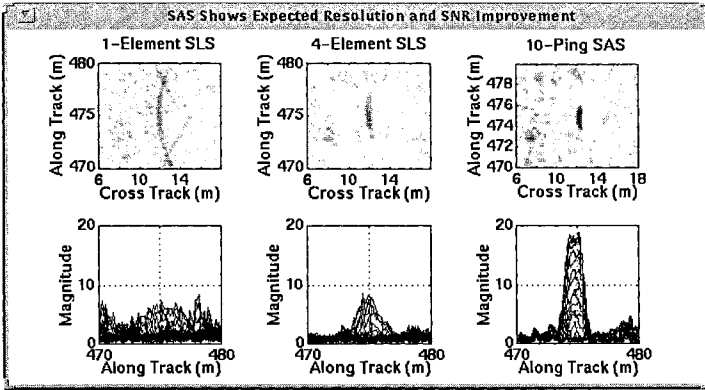 SAS Shows Expected Resolution and SNR Improvement
1-Element SLS
4-Element SLS
10-Ping SAS
Along Track (m)
480
475
470
6 10 14
Cross Track (m)
Along Track (m)
480
475
470
6 10 14
Cross Track (m)
Along Track (m)
478
476
474
472
470
6 10 14 18
Cross Track (m)
Magnitude
20
10
0
470 480
Along Track (m)
Magnitude
20
10
0
470 480
Along Track (m)
Magnitude
20
10
0
470 480
Along Track (m)